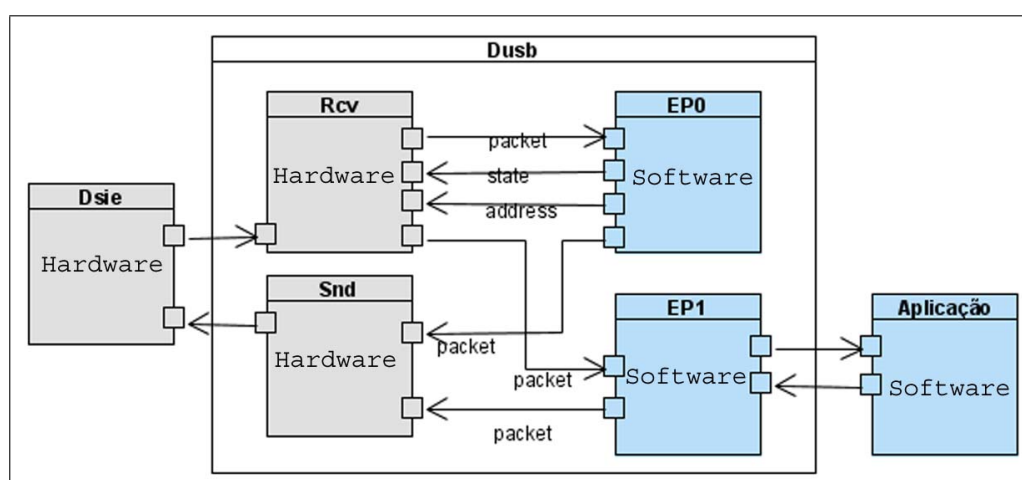 Dusb
Rcv
EP0
packet
Hardware
state
Software
address
Dsie
Hardware
Snd
EP1
Aplicação
packet
Hardware
packet
Software
Software
packet